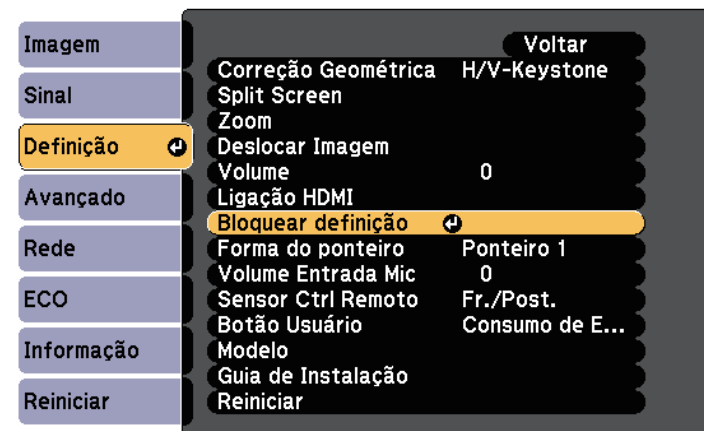 Imagem
Sinal
Definição
Avançado
Rede
ECO
Informação
Reiniciar
Voltar
Correção Geométrica H/V-Keystone
Split Screen
Zoom
Deslocar Imagem
Volume 0
Ligação HDMI
Bloquear definição
Forma do ponteiro Ponteiro 1
Volume Entrada Mic 0
Sensor Ctrl Remoto Fr./Post.
Botão Usuário Consumo de E...
Modelo
Guia de Instalação
Reiniciar